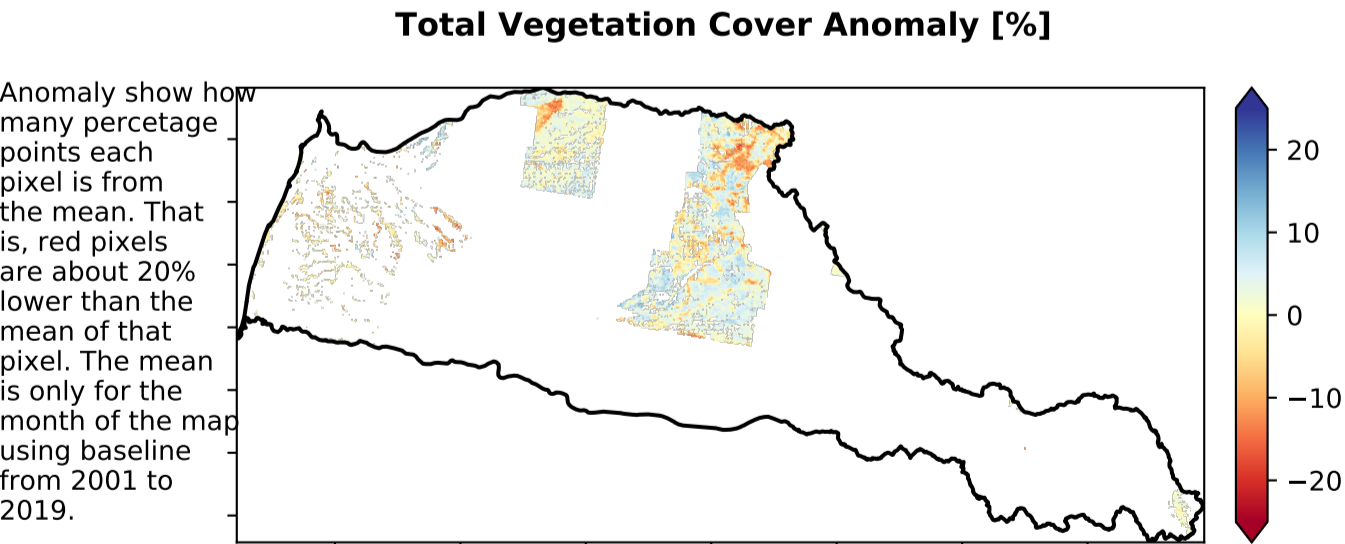 Total Vegetation Cover Anomaly [%]
Anomaly show how
many percetage
points each
pixel is from
the mean. That
is, red pixels
are about 20%
lower than the
mean of that
pixel. The mean
is only for the
month of the map
using baseline
from 2001 to
2019.
20
10
0
−10
−20